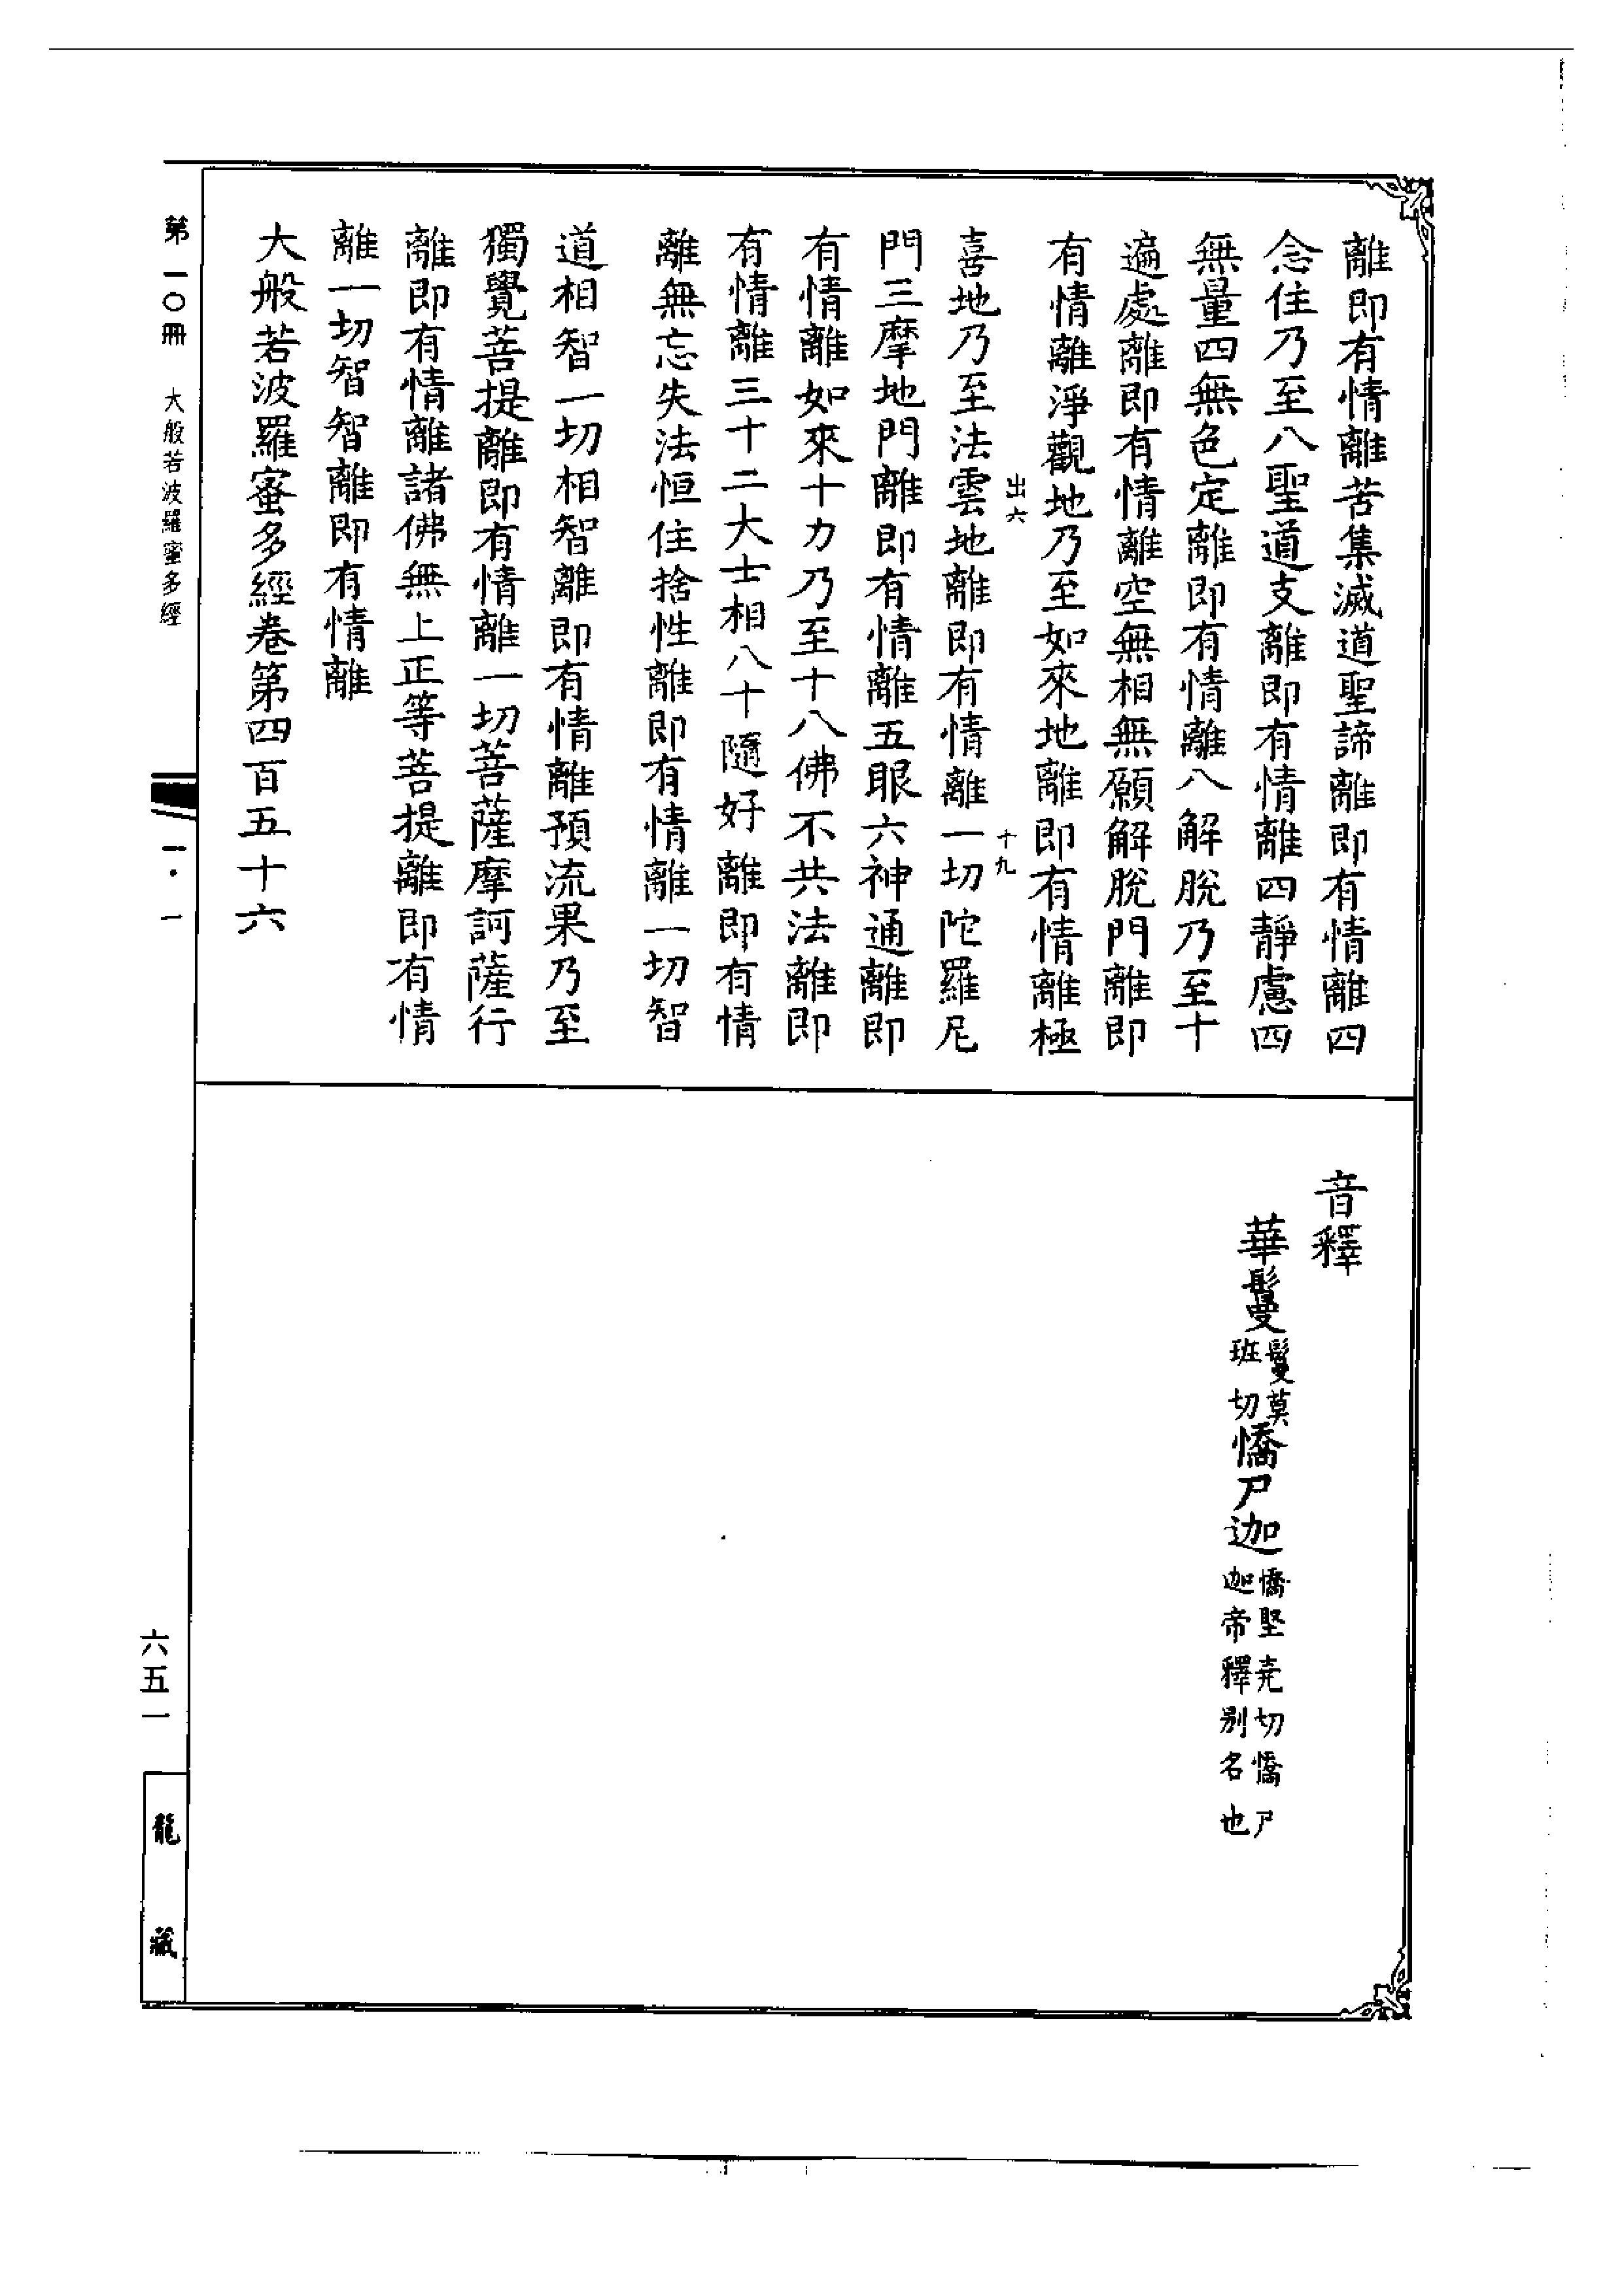 離即有情離苦集滅道聖諦離即有情離四
念住乃至八聖道支離即有情離四靜慮四
無量四無色定離即有情離八解脫乃至十
遍處離即有情離空無相無願解脫門離即
有情離淨觀地乃至如來地離即有情離極
出六
十九
喜地乃至法雲地離即有情離一切陀羅尼
門三摩地門離即有情離五眼六神通離即
有情離如來十力乃至十八佛不共法離即
有情離三十二大士相八十隨好離即有情
離無忘失法恒住捨性離即有情離一切智
道相智一切相智離即有情離預流果乃至
獨覺菩提離即有情離一切菩薩摩訶薩行
離即有情離諸佛無上正等菩提離即有情
離一切智智離即有情離
大般若波羅蜜多經卷第四百五十六
音釋
華鬘鬘莫班切憍尸迦憍堅堯切憍尸迦帝釋别名也
第一〇冊 大般若波羅蜜多經
一·一
六五一
龍藏